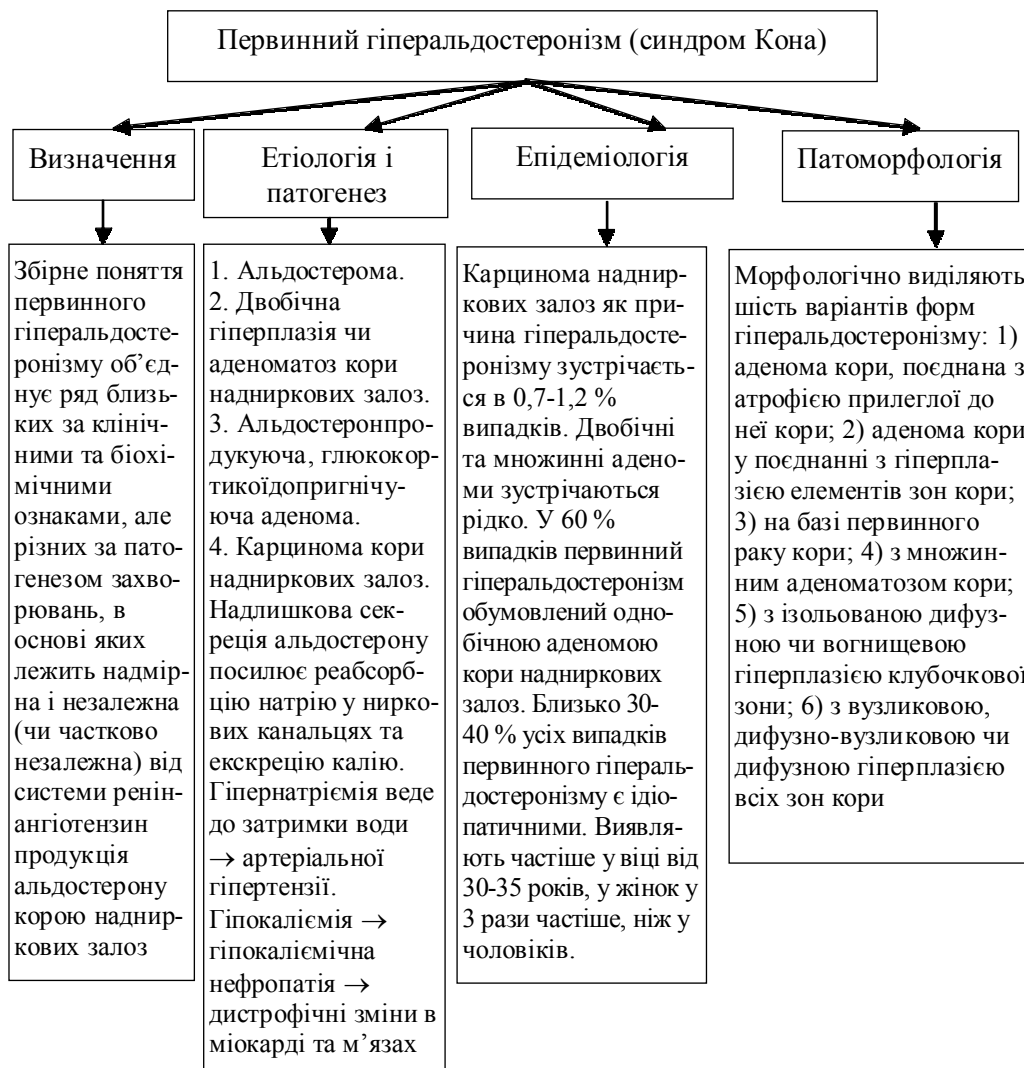 Первинний гіперальдостеронізм (синдром Кона)
Визначення
Збірне поняття
первинного
гіперальдосте-
ронізму об’єд-
нує ряд близь-
ких за клініч-
ними та біохі-
мічними
ознаками, але
різних за пато-
генезом захво-
рювань, в
основі яких
лежить надмір-
на і незалежна
(чи частково
незалежна) від
системи ренін-
ангіотензин
продукція
альдостерону
корою наднир-
кових залоз
Етіологія і
патогенез
1. Альдостерома.
2. Двобічна
гіперплазія чи
аденоматоз кори
надниркових залоз.
3. Альдостеронпро-
дукуюча, глюкокор-
тикоїдопригнічу-
юча аденома.
4. Карцинома кори
надниркових залоз.
Надлишкова сек-
реція альдостерону
посилює реабсорб-
цію натрію у нирко-
вих канальцях та
екскрецію калію.
Гіпернатріємія веде
до затримки води
→ артеріальної
гіпертензії.
Гіпокаліємія →
гіпокаліємічна
нефропатія →
дистрофічні зміни в
міокарді та м’язах
Епідеміологія
Карцинома наднир-
кових залоз як при-
чина гіперальдосте-
ронізму зустрічаєть-
ся в 0,7-1,2 %
випадків. Двобічні
та множинні адено-
ми зустрічаються
рідко. У 60 %
випадків первинний
гіперальдостеронізм
обумовлений одно-
бічною аденомою
кори надниркових
залоз. Близько 30-
40 % усіх випадків
первинного гіпераль-
достеронізму є ідіо-
патичними. Виявля-
ють частіше у віці від
30-35 років, у жінок у
3 рази частіше, ніж у
чоловіків.
Патоморфологія
Морфологічно виділяють
шість варіантів форм
гіперальдостеронізму: 1)
аденома кори, поєднана з
атрофією прилеглої до
неї кори; 2) аденома кори
у поєднанні з гіперпла-
зією елементів зон кори;
3) на базі первинного
раку кори; 4) з множин-
ним аденоматозом кори;
5) з ізольованою дифуз-
ною чи вогнищевою
гіперплазією клубочкової
зони; 6) з вузликовою,
дифузно-вузликовою чи
дифузною гіперплазією
всіх зон кори